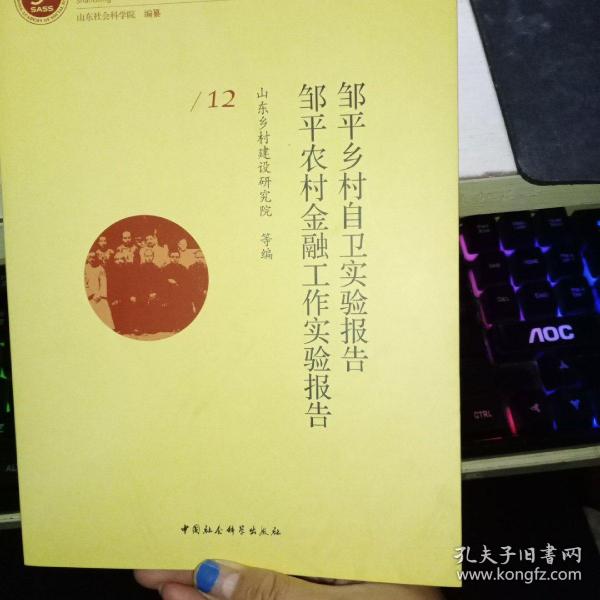 SASS
山东社会科学院 编纂
/12
邹平乡村自卫实验报告
邹平农村金融工作实验报告
山东乡村建设研究院 等编
中国社会科学出版社
AOC
CTRL
孔夫子旧书网
www.kongfz.com